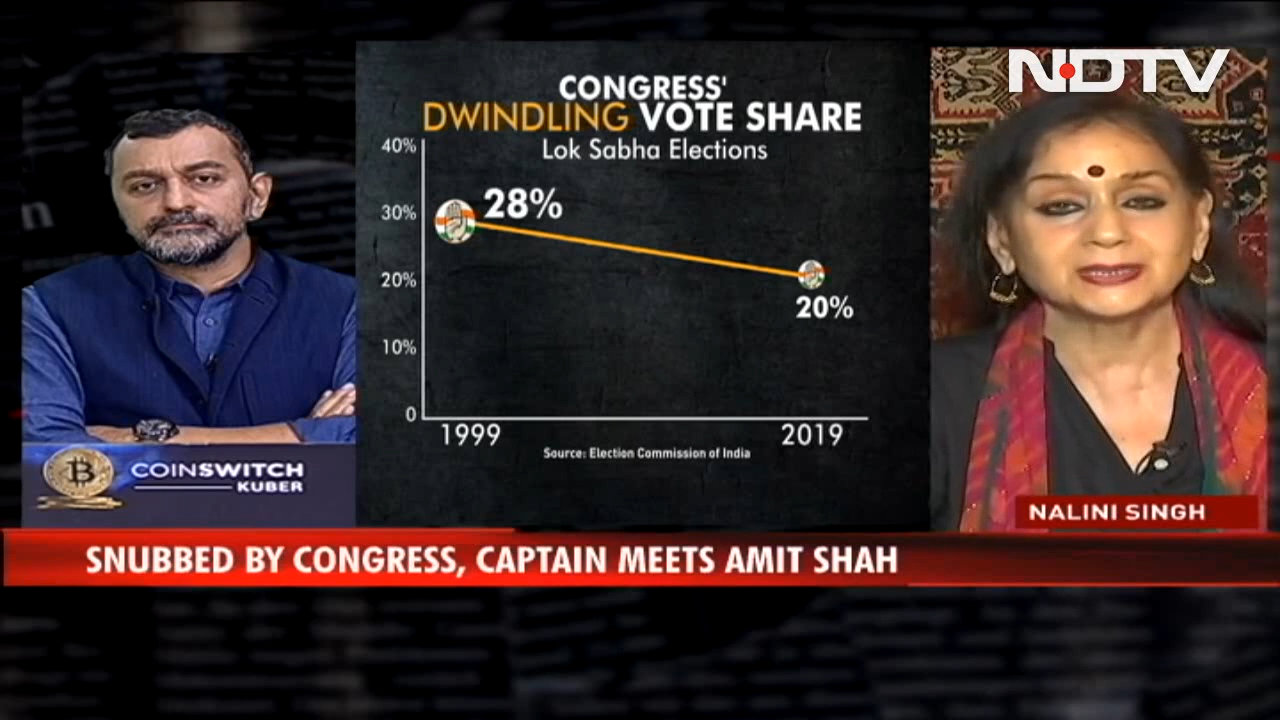 NDTV
CONGRESS'
DWINDLING VOTE SHARE
Lok Sabha Elections
40%
30%
20%
10%
0
28%
20%
1999
2019
Source: Election Commission of India
n
B
COINSWITCH
KUBER
NALINI SINGH
SNUBBED BY CONGRESS, CAPTAIN MEETS AMIT SHAH